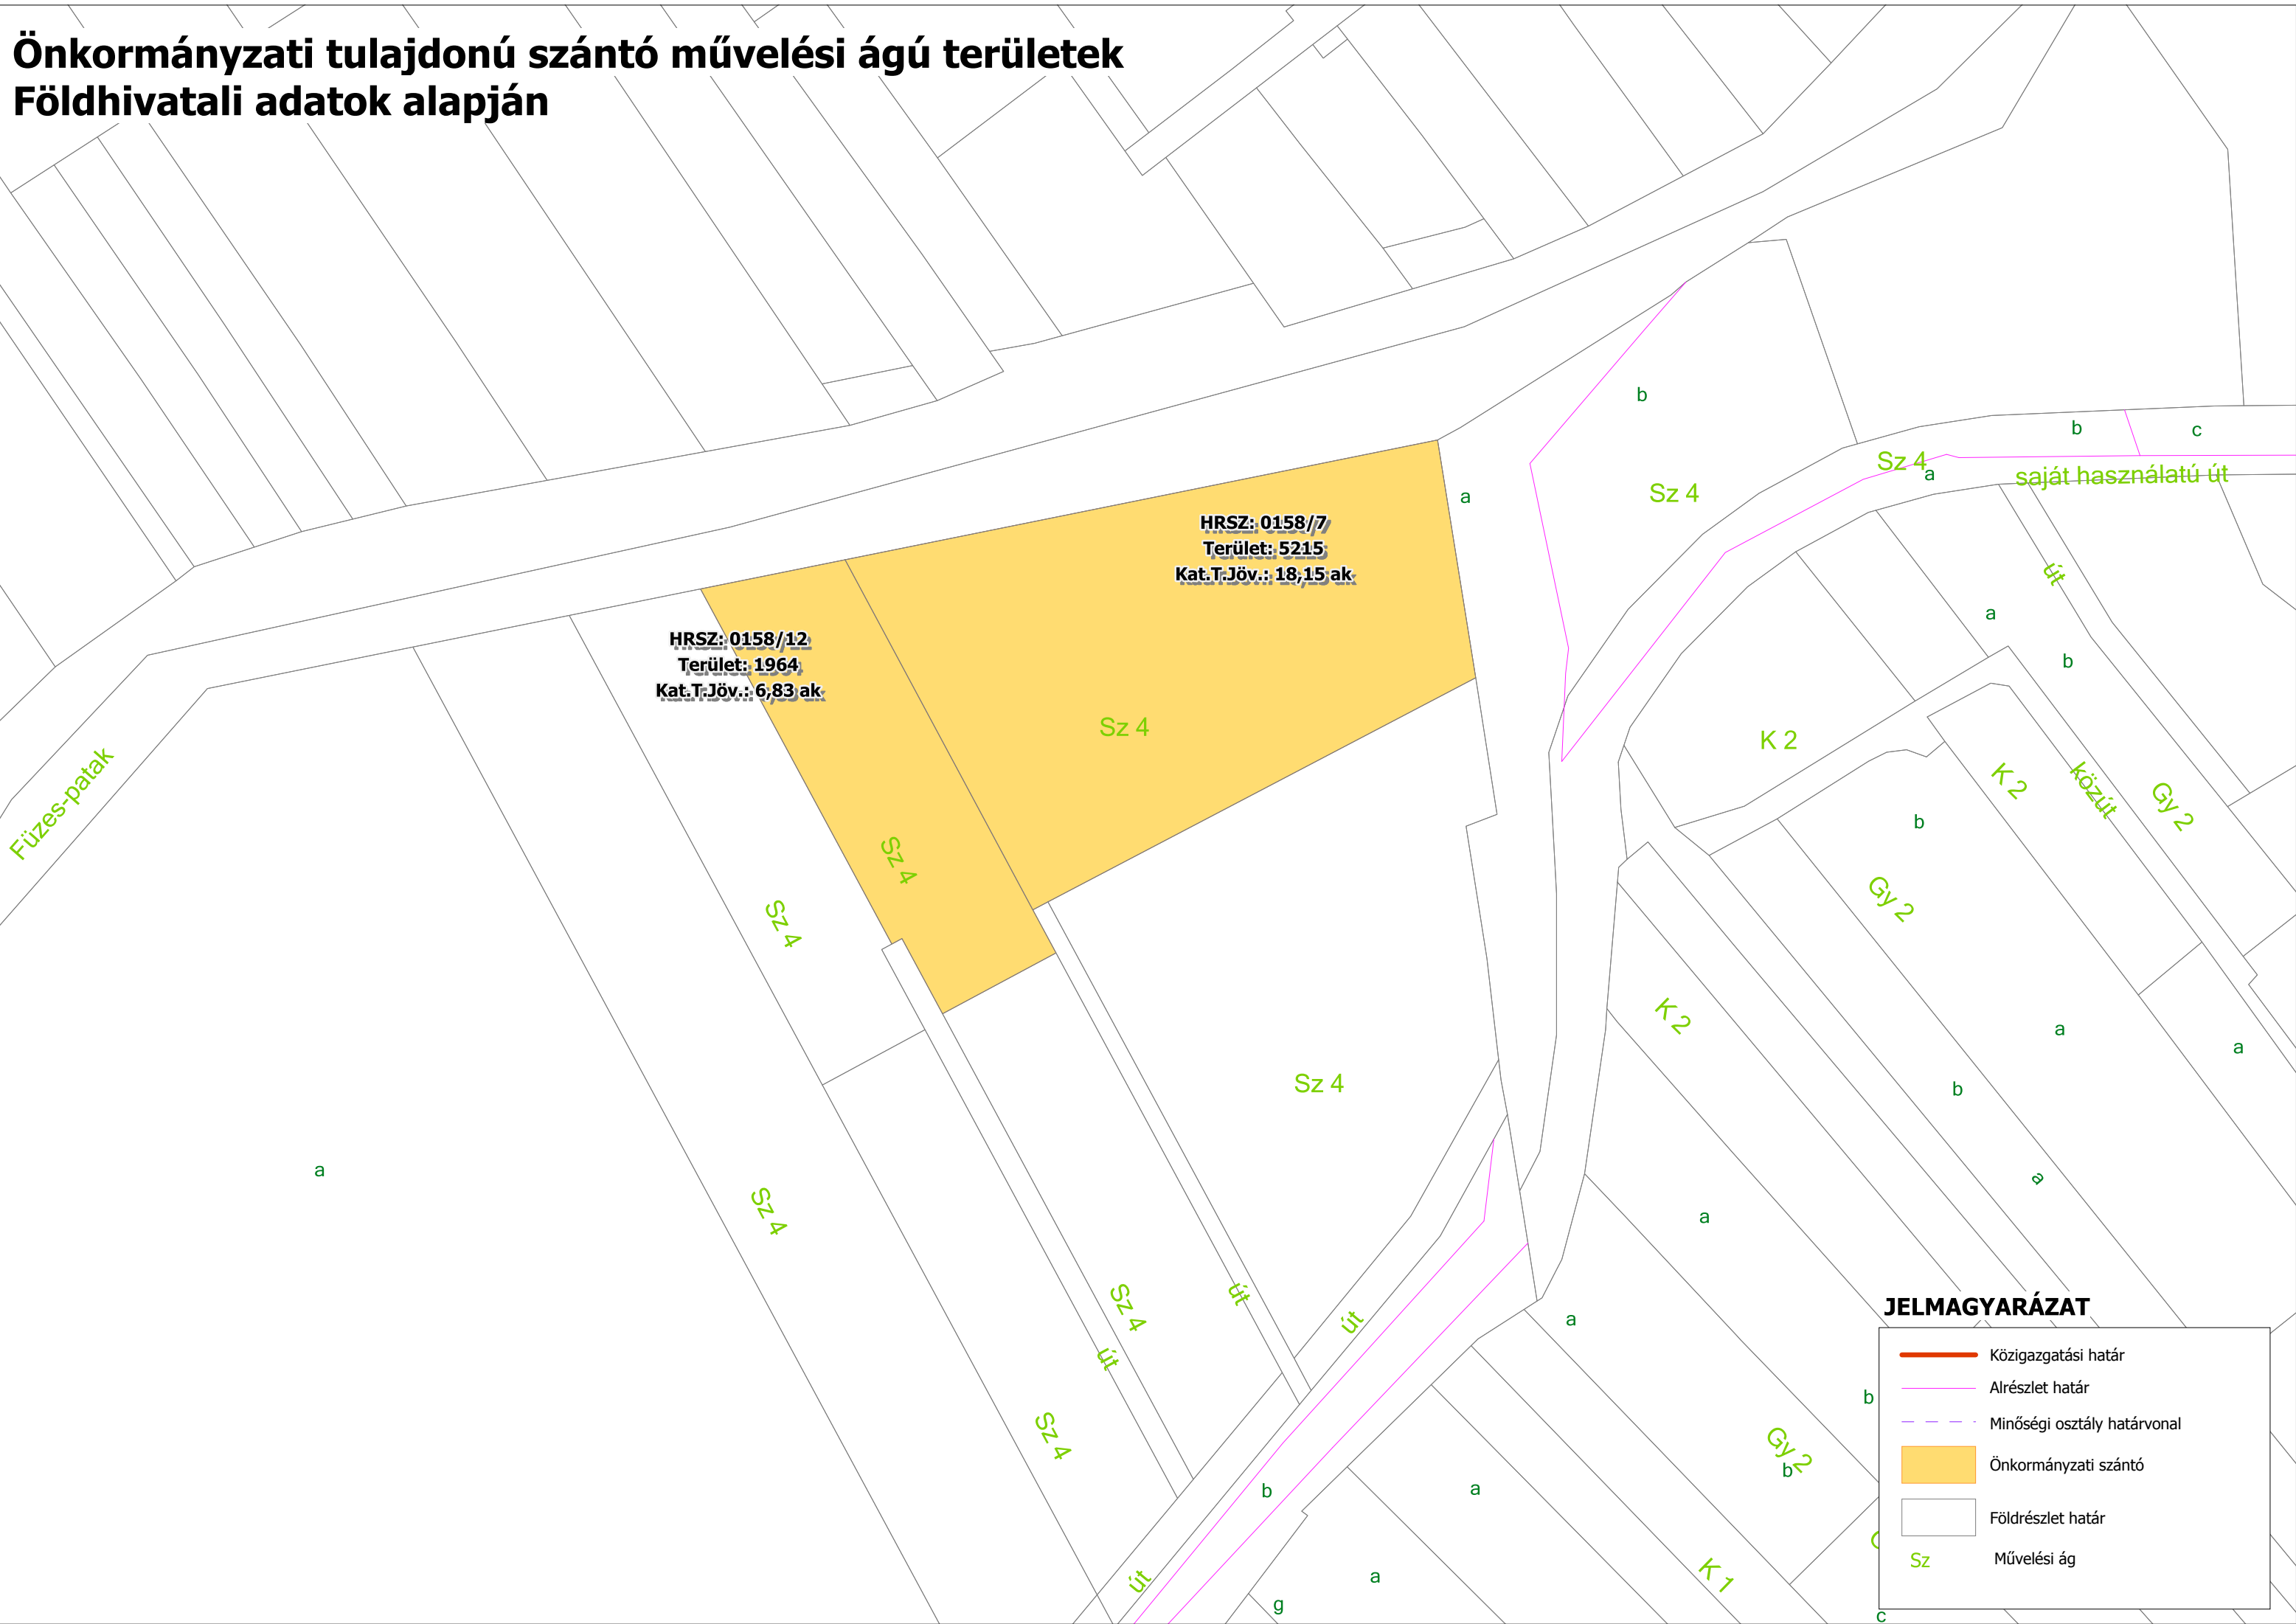 Önkormányzati tulajdonú szántó művelési ágú területek
Földhivatali adatok alapján
b
b
c
Sz 4
a
saját használatú út
a
Sz 4
HRSZ: 0158/7
Terület: 5215
Kat.T.Jöv.: 18,15 ak
út
a
HRSZ: 0158/12
Terület: 1964
Kat.T.Jöv.: 6,83 ak
b
Sz 4
K 2
Füzes-patak
K 2
közút
Gy 2
b
Sz 4
Gy 2
Sz 4
K 2
a
a
Sz 4
b
a
a
Sz 4
a
Sz 4
út
út
a
út
Sz 4
b
Gy 2
b
b
a
K 1
út
a
g
c
JELMAGYARÁZAT
Közigazgatási határ
Alrészlet határ
Minőségi osztály határvonal
Önkormányzati szántó
Földrészlet határ
Sz Művelési ág